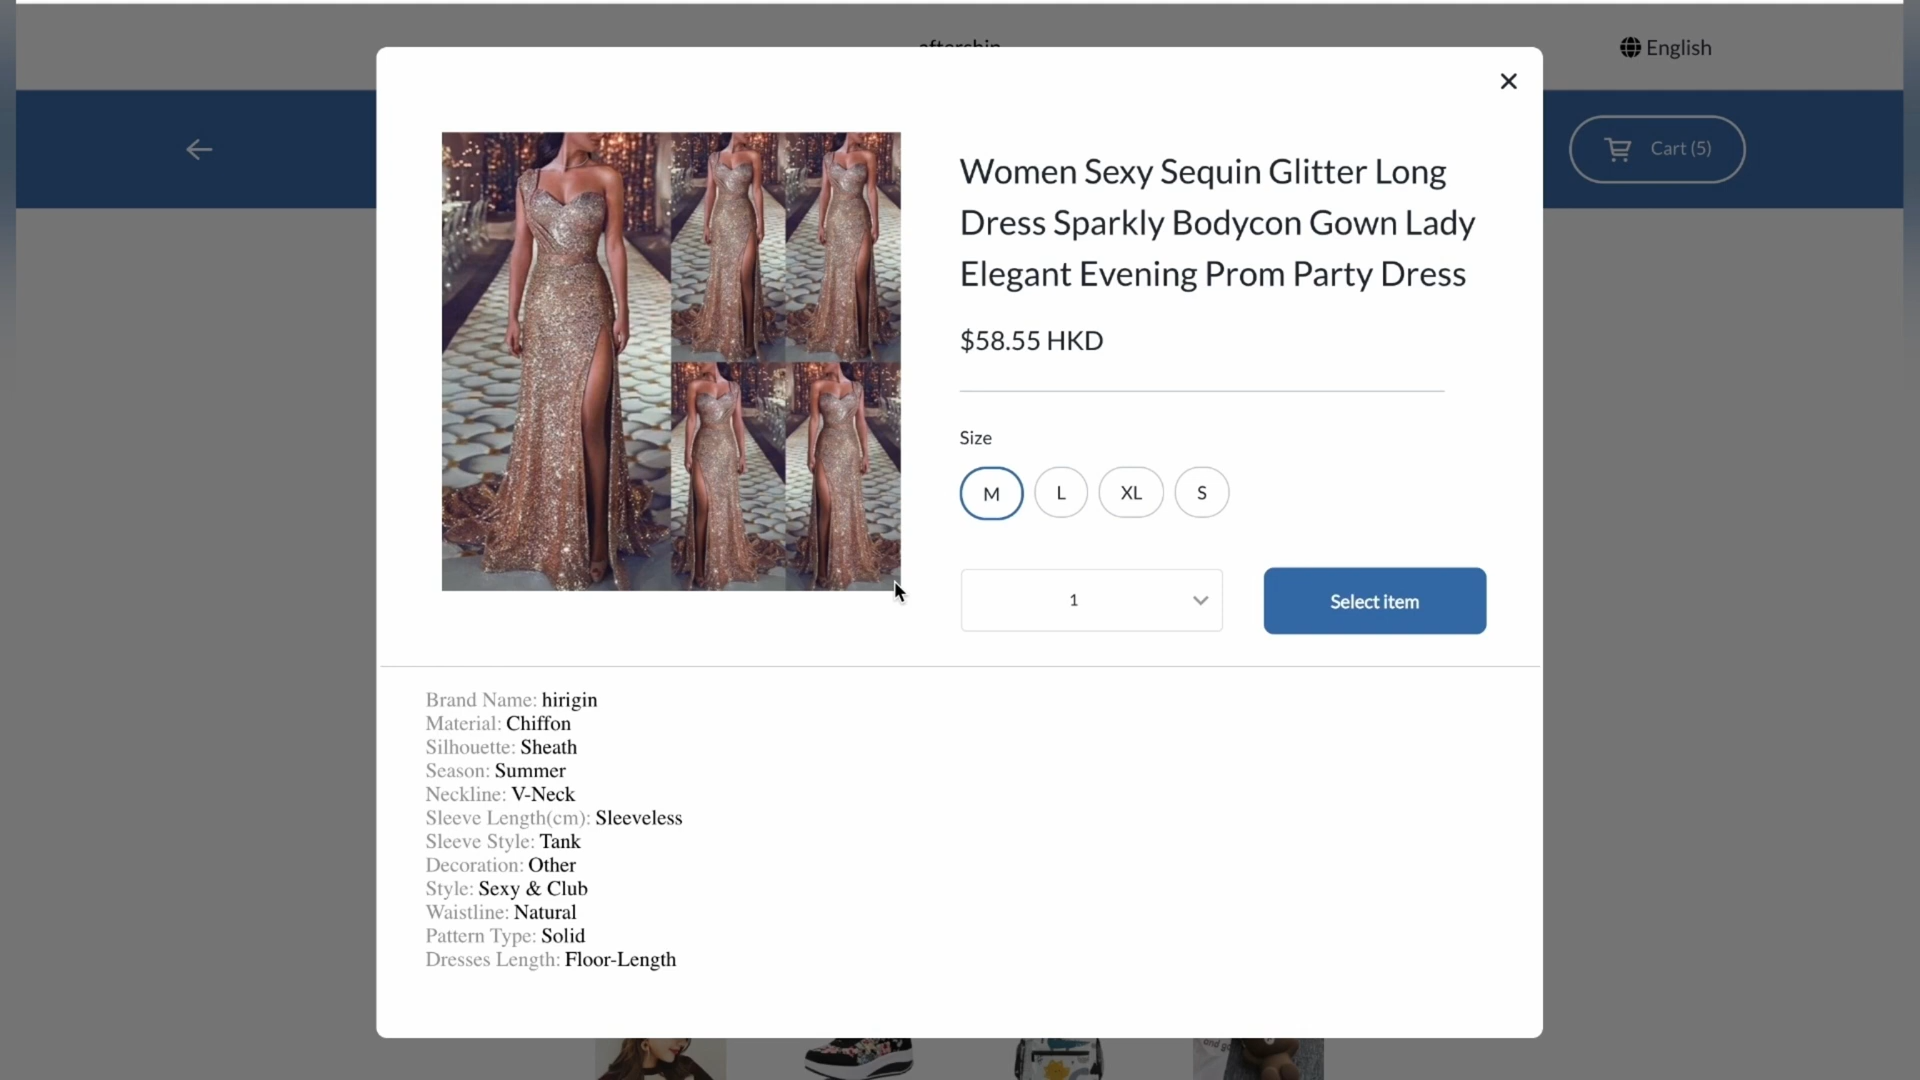 aftership
English
Cart (5)
Women Sexy Sequin Glitter Long
Dress Sparkly Bodycon Gown Lady
Elegant Evening Prom Party Dress
$58.55 HKD
Size
M
L
XL
S
1
Select item
Brand Name: hirigin
Material: Chiffon
Silhouette: Sheath
Season: Summer
Neckline: V-Neck
Sleeve Length(cm): Sleeveless
Sleeve Style: Tank
Decoration: Other
Style: Sexy & Club
Waistline: Natural
Pattern Type: Solid
Dresses Length: Floor-Length